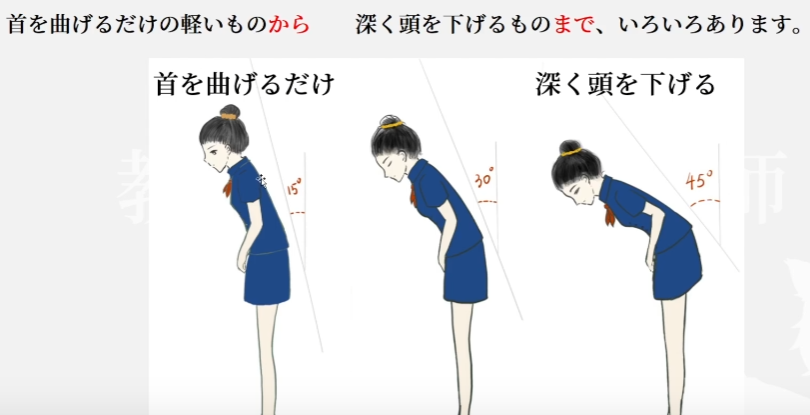 首を曲げるだけの軽いものから　　深く頭を下げるものまで、いろいろあります。
首を曲げるだけ　　深く頭を下げる
15°　30°　45°
教　師